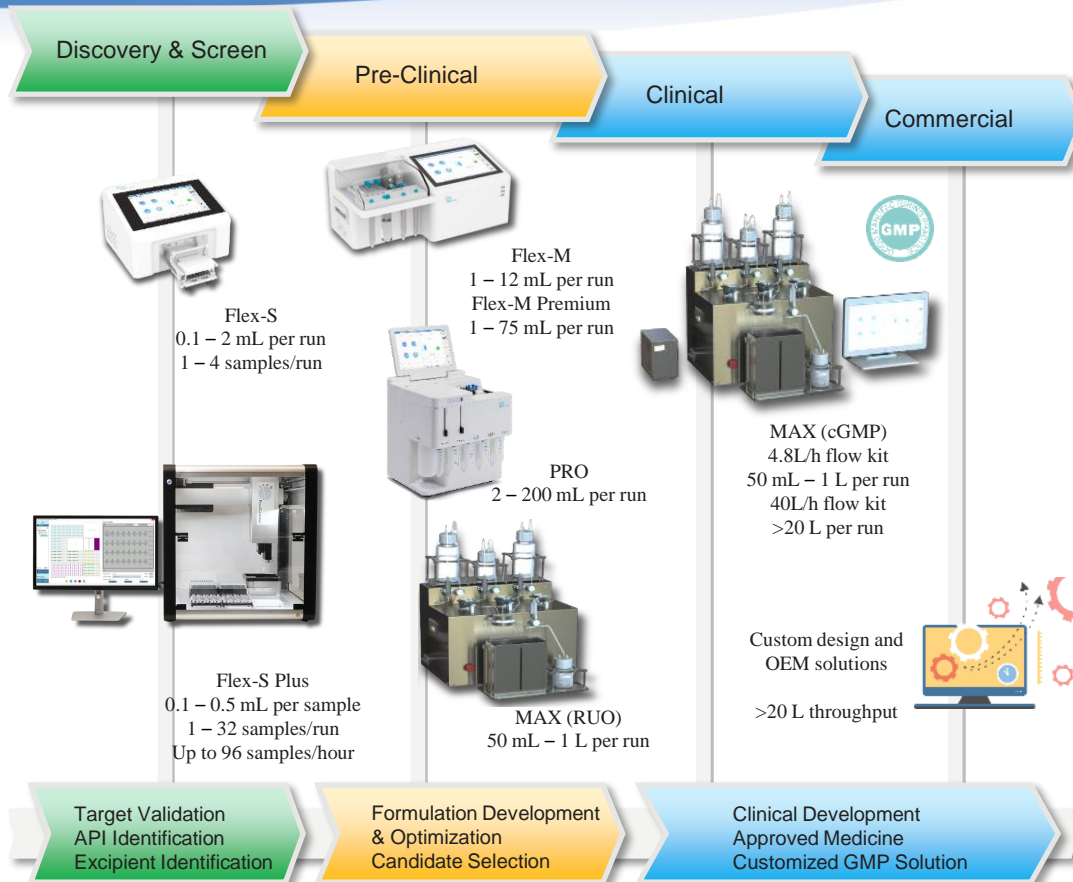 Discovery & Screen
Pre-Clinical
Clinical
Commercial
Flex-S
0.1 – 2 mL per run
1 – 4 samples/run
Flex-M
1 – 12 mL per run
Flex-M Premium
1 – 75 mL per run
GMP
PRO
2 – 200 mL per run
MAX (cGMP)
4.8L/h flow kit
50 mL – 1 L per run
40L/h flow kit
>20 L per run
Flex-S Plus
0.1 – 0.5 mL per sample
1 – 32 samples/run
Up to 96 samples/hour
MAX (RUO)
50 mL – 1 L per run
Custom design and
OEM solutions
>20 L throughput
Target Validation
API Identification
Excipient Identification
Formulation Development
& Optimization
Candidate Selection
Clinical Development
Approved Medicine
Customized GMP Solution